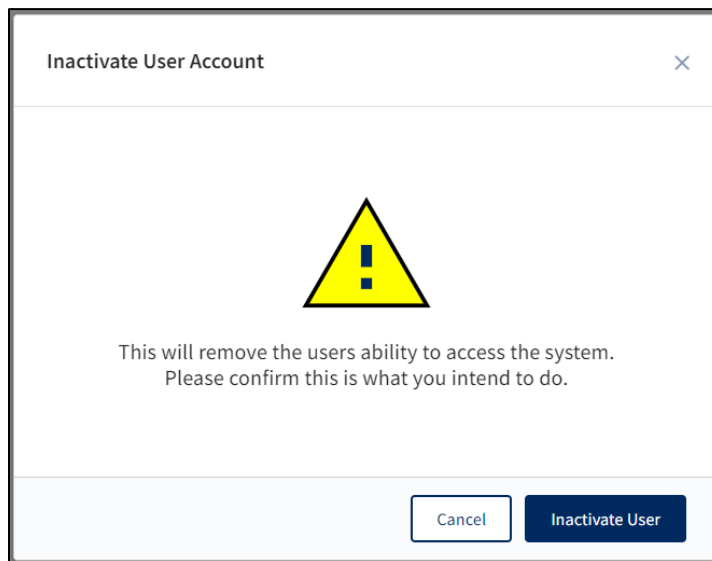 Inactivate User Account
This will remove the users ability to access the system.
Please confirm this is what you intend to do.
Cancel
Inactivate User